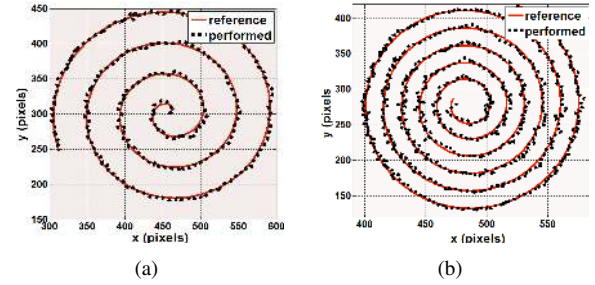 450
400
350
300
250
200
150
300
350
400
450
500
550
600
y (pixels)
x (pixels)
reference
performed
(a)
400
350
300
250
200
150
400
450
500
550
y (pixels
x (pixels)
reference
performed
(b)